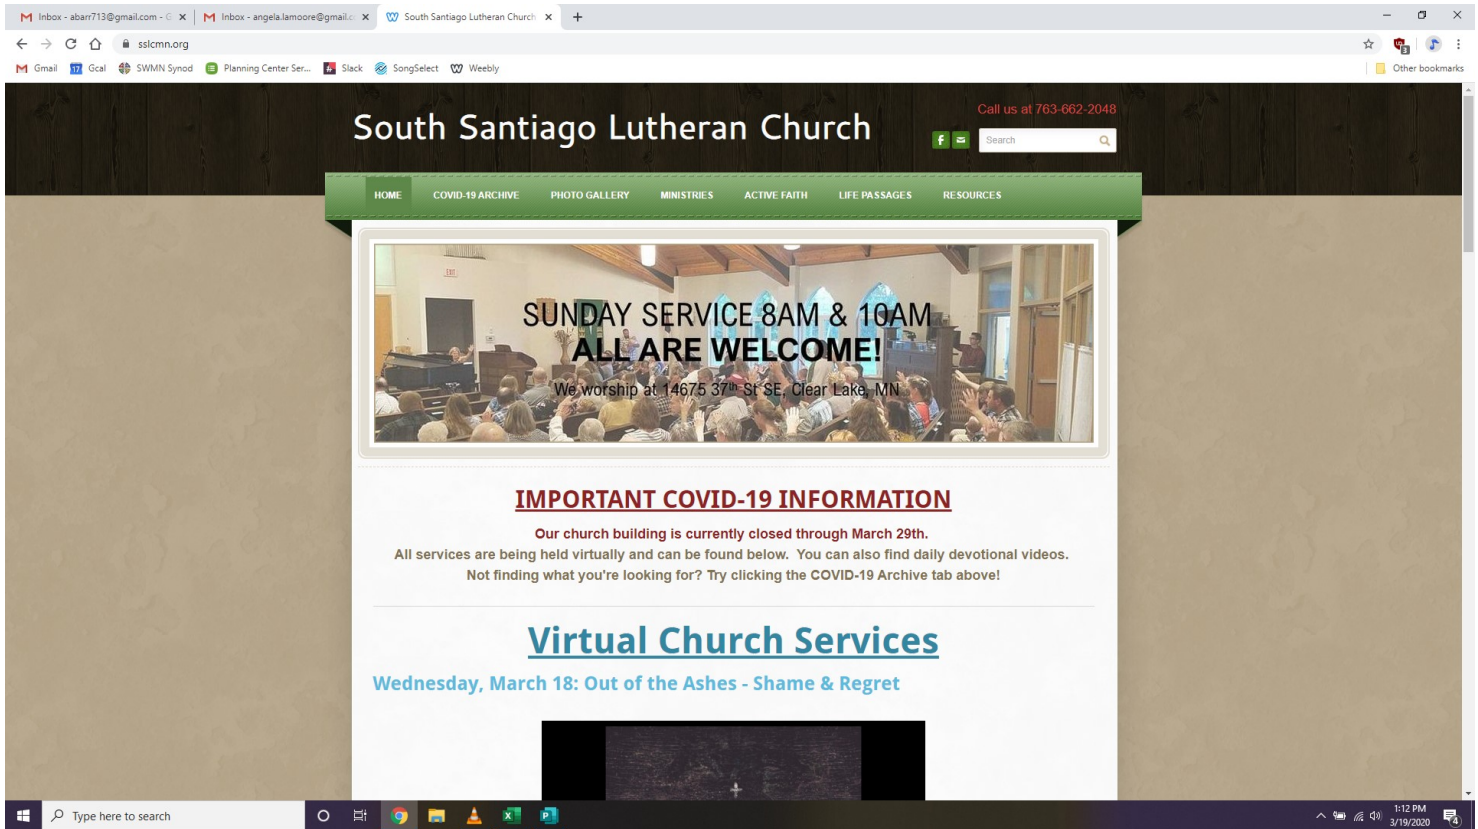 Inbox - abarr713@gmail.com - G
Inbox - angela.lamoore@gmail.c
South Santiago Lutheran Church
sslcmn.org
3
Gmail
17
Gcal
SWMN Synod
Planning Center Ser...
Slack
SongSelect
Weebly
Other bookmarks
South Santiago Lutheran Church
Call us at 763-662-2048
Search
HOME
COVID-19 ARCHIVE
PHOTO GALLERY
MINISTRIES
ACTIVE FAITH
LIFE PASSAGES
RESOURCES
EXIT
SUNDAY SERVICE 8AM & 10AM
ALL ARE WELCOME!
We worship at 14675 37th St SE, Clear Lake, MN
IMPORTANT COVID-19 INFORMATION
Our church building is currently closed through March 29th.
All services are being held virtually and can be found below. You can also find daily devotional videos.
Not finding what you're looking for? Try clicking the COVID-19 Archive tab above!
Virtual Church Services
Wednesday, March 18: Out of the Ashes - Shame & Regret
Type here to search
1:12 PM
3/19/2020
4